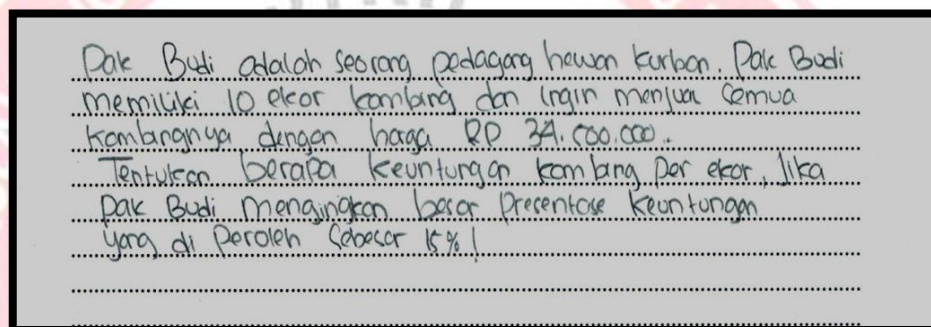 Pak Budi adalah seorang pedagang hewan kurban. Pak Budi
memiliki 10 ekor kambing dan ingin menjual semua
kambingnya dengan harga RP 34.500.000.
Tentukan berapa keuntungan kambing per ekor, Jika
pak Budi menginginkan besar Presentase keuntungan
yang di Peroleh Sebesar 15%!